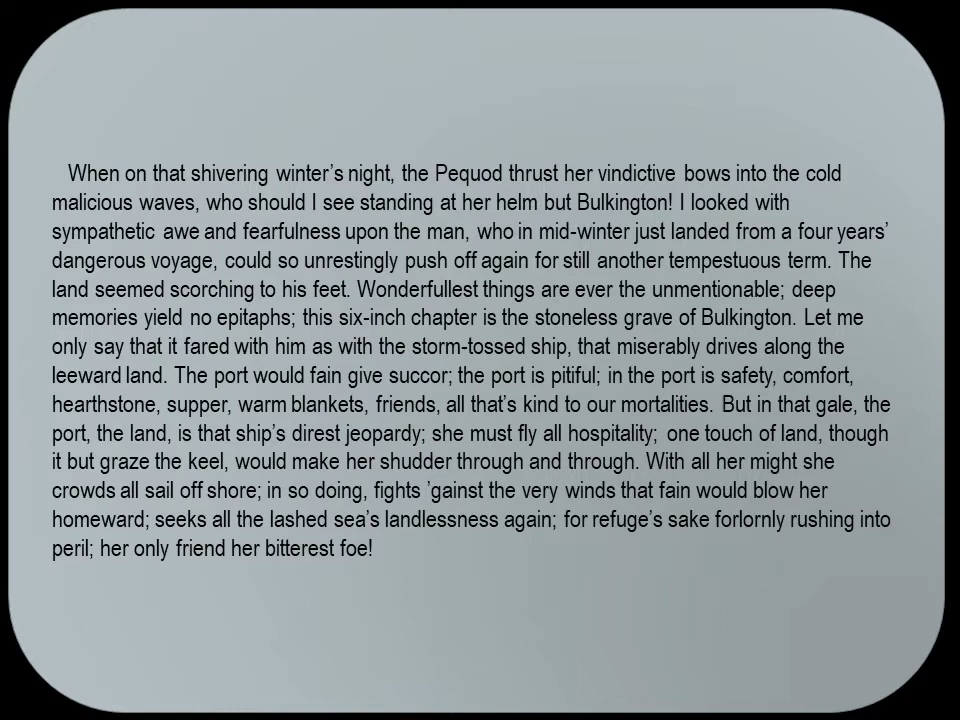 When on that shivering winter’s night, the Pequod thrust her vindictive bows into the cold
malicious waves, who should I see standing at her helm but Bulkington! I looked with
sympathetic awe and fearfulness upon the man, who in mid-winter just landed from a four years’
dangerous voyage, could so unrestingly push off again for still another tempestuous term. The
land seemed scorching to his feet. Wonderfullest things are ever the unmentionable; deep
memories yield no epitaphs; this six-inch chapter is the stoneless grave of Bulkington. Let me
only say that it fared with him as with the storm-tossed ship, that miserably drives along the
leeward land. The port would fain give succor; the port is pitiful; in the port is safety, comfort,
hearthstone, supper, warm blankets, friends, all that’s kind to our mortalities. But in that gale, the
port, the land, is that ship’s direst jeopardy; she must fly all hospitality; one touch of land, though
it but graze the keel, would make her shudder through and through. With all her might she
crowds all sail off shore; in so doing, fights ’gainst the very winds that fain would blow her
homeward; seeks all the lashed sea’s landlessness again; for refuge’s sake forlornly rushing into
peril; her only friend her bitterest foe!